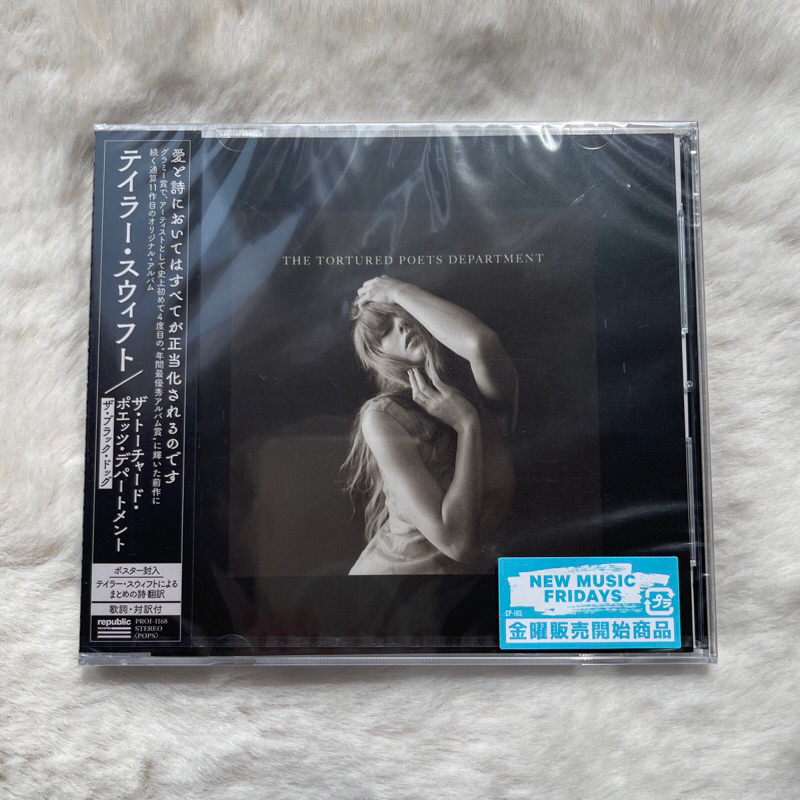 愛と詩においてはすべてが正当化されるのです
グラミー賞で、アーティストとして史上初めて4度目の“年間最優秀アルバム賞”に輝いた前作に
続く通算11作目のオリジナル・アルバム
テイラー・スウィフト／
ザ・トーチャード・
ポエッツ・デパートメント
ザ・ブラック・ドッグ
ポスター封入
テイラー・スウィフトによる
まとめの詩 翻訳
歌詞・対訳付
republic
records
PROI-1168
STEREO
(POPS)
THE TORTURED POETS DEPARTMENT
NEW MUSIC
FRIDAYS
CP-185
プラ
金曜販売開始商品